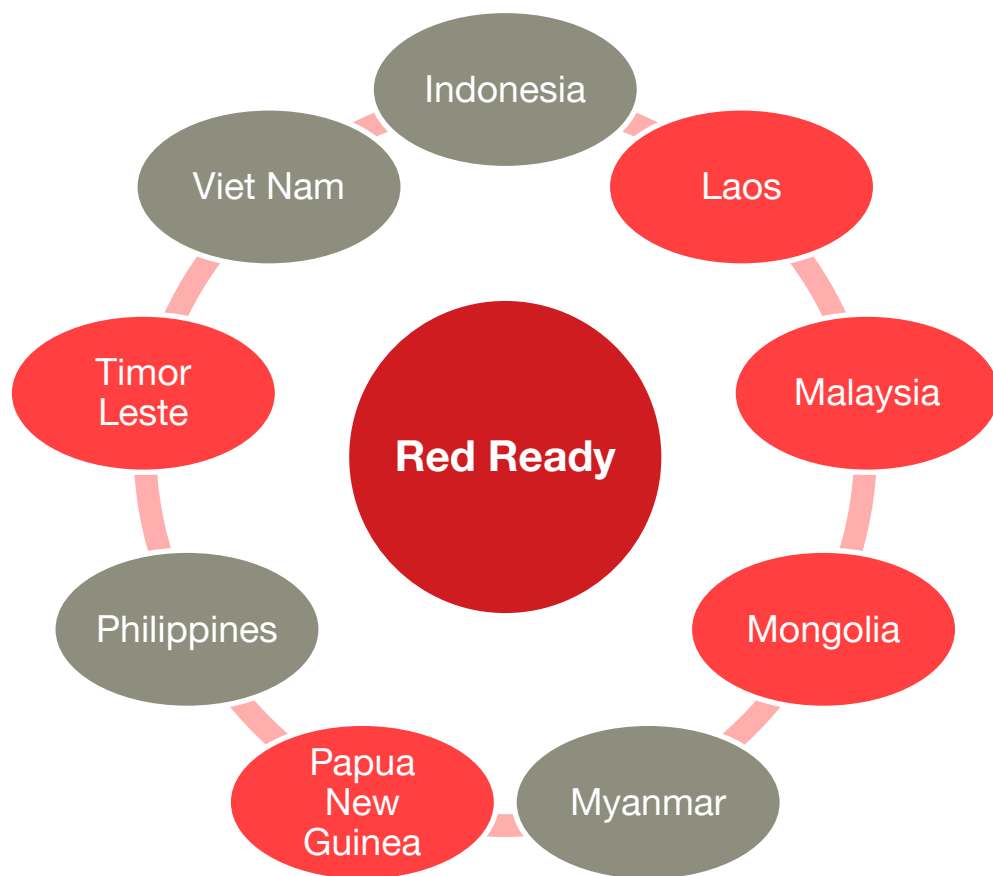 Indonesia
Viet Nam
Laos
Timor
Leste
Malaysia
Red Ready
Philippines
Mongolia
Papua
New
Guinea
Myanmar